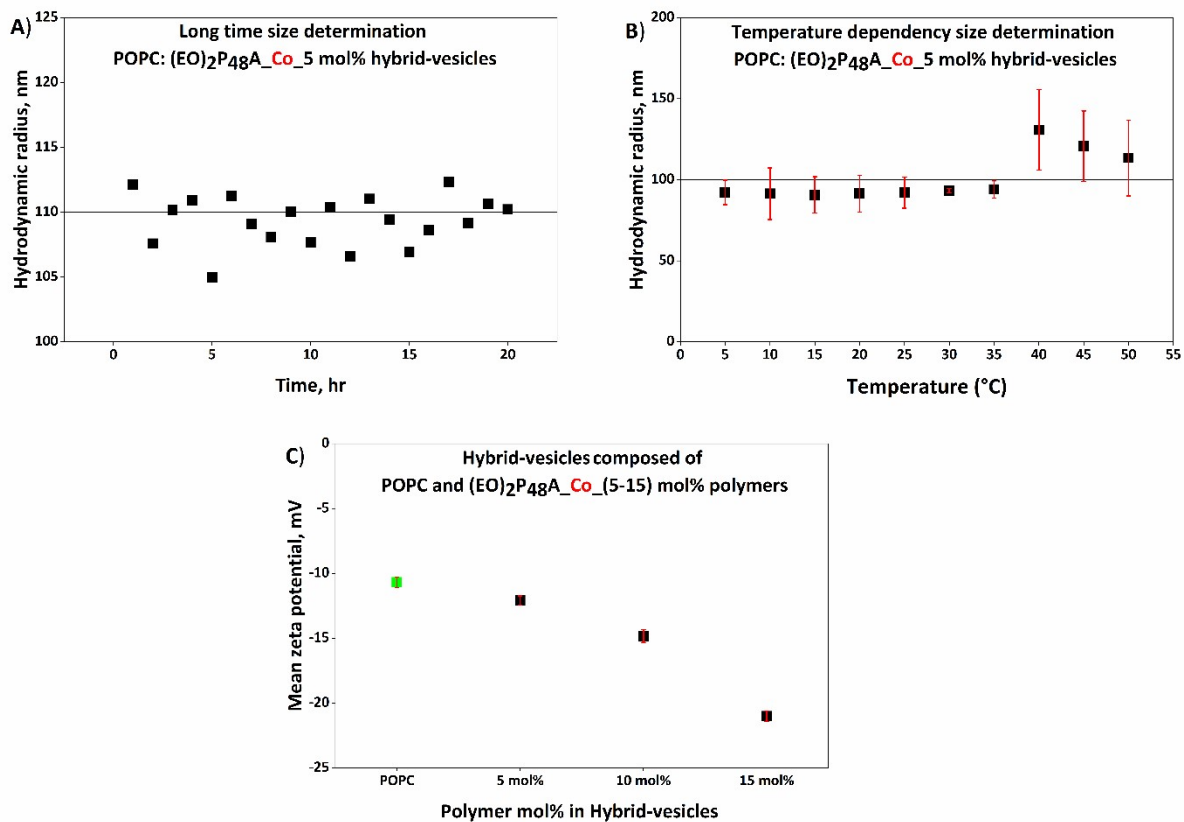 A)
Long time size determination
POPC: (EO)2P48A_Co_5 mol% hybrid-vesicles
Hydrodynamic radius, nm
125
120
115
110
105
100
0
5
10
15
20
Time, hr
B)
Temperature dependency size determination
POPC: (EO)2P48A_Co_5 mol% hybrid-vesicles
Hydrodynamic radius, nm
200
150
100
50
0
0
5
10
15
20
25
30
35
40
45
50
55
Temperature (°C)
C)
Hybrid-vesicles composed of
POPC and (EO)2P48A_Co_(5-15) mol% polymers
Mean zeta potential, mV
0
-5
-10
-15
-20
-25
POPC
5 mol%
10 mol%
15 mol%
Polymer mol% in Hybrid-vesicles